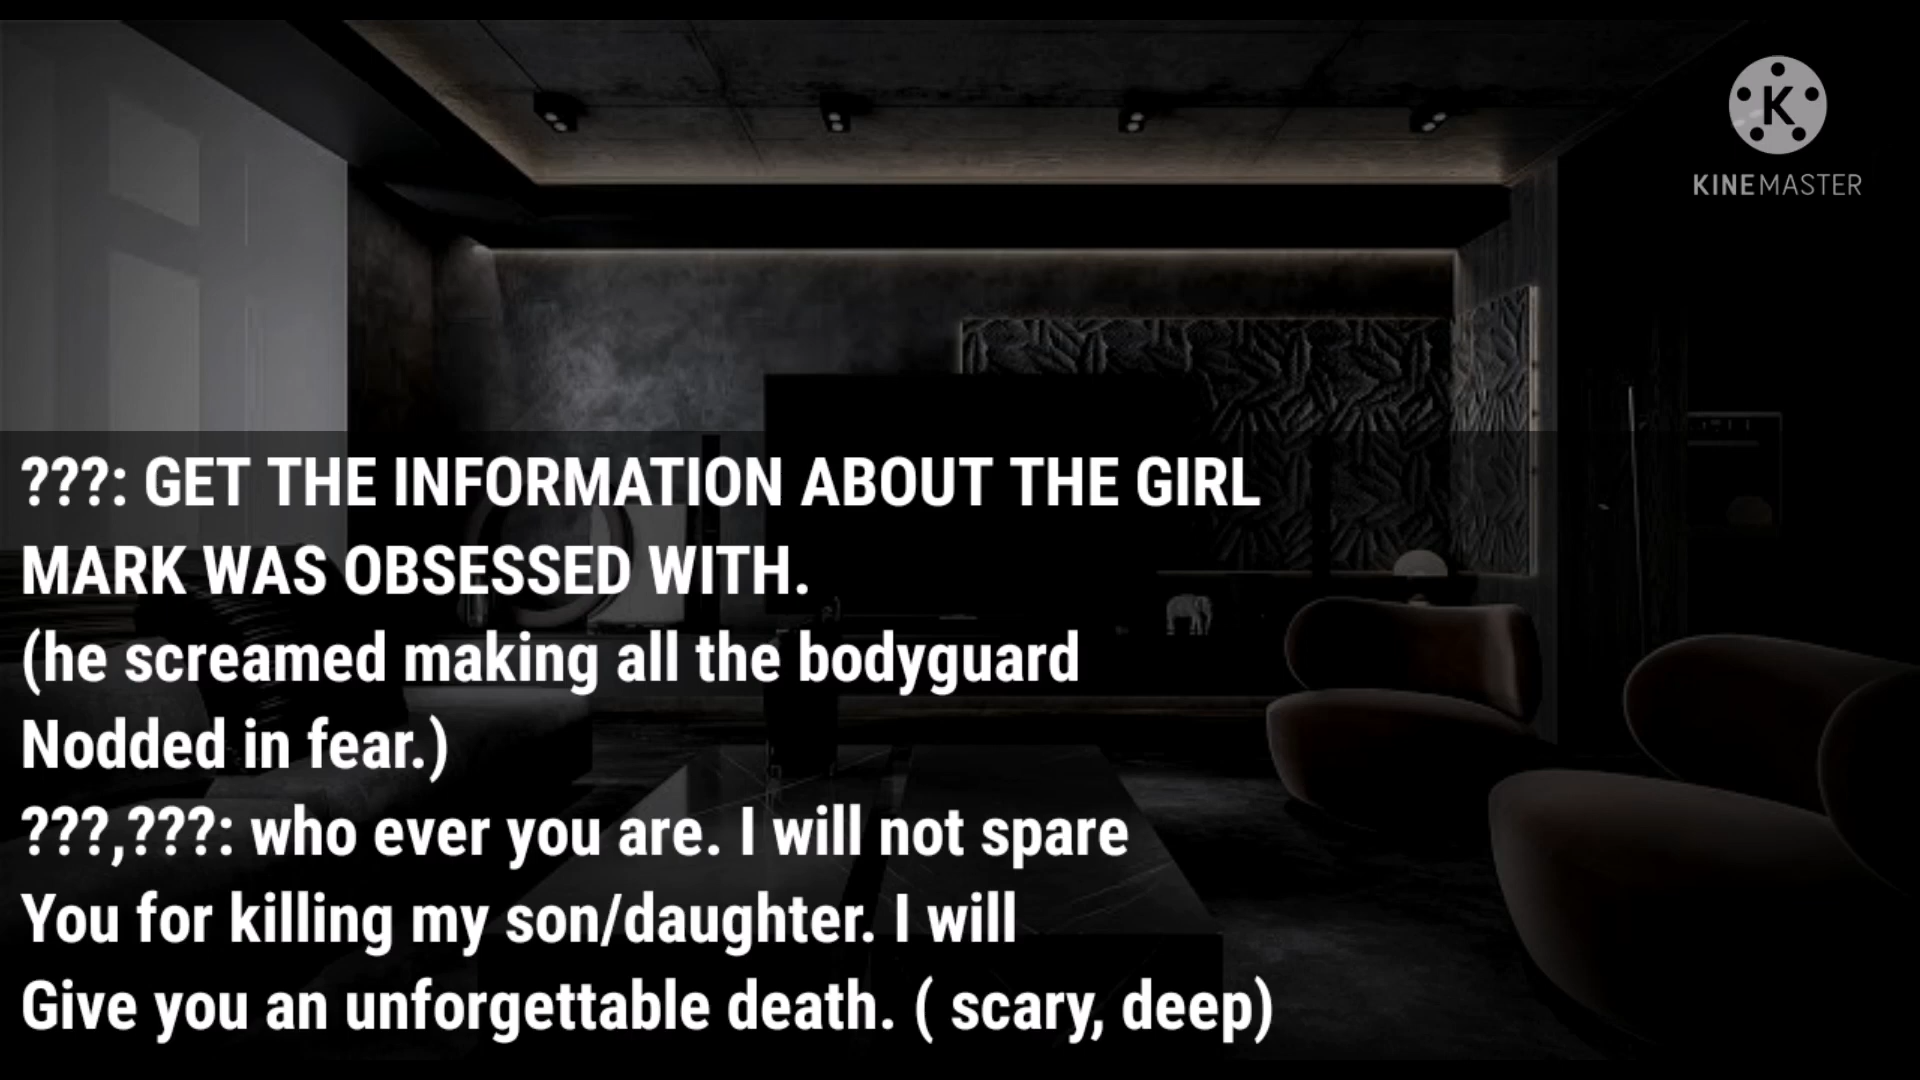 K
KINEMASTER
???: GET THE INFORMATION ABOUT THE GIRL
MARK WAS OBSESSED WITH.
(he screamed making all the bodyguard
Nodded in fear.)
???,???: who ever you are. I will not spare
You for killing my son/daughter. I will
Give you an unforgettable death. ( scary, deep)